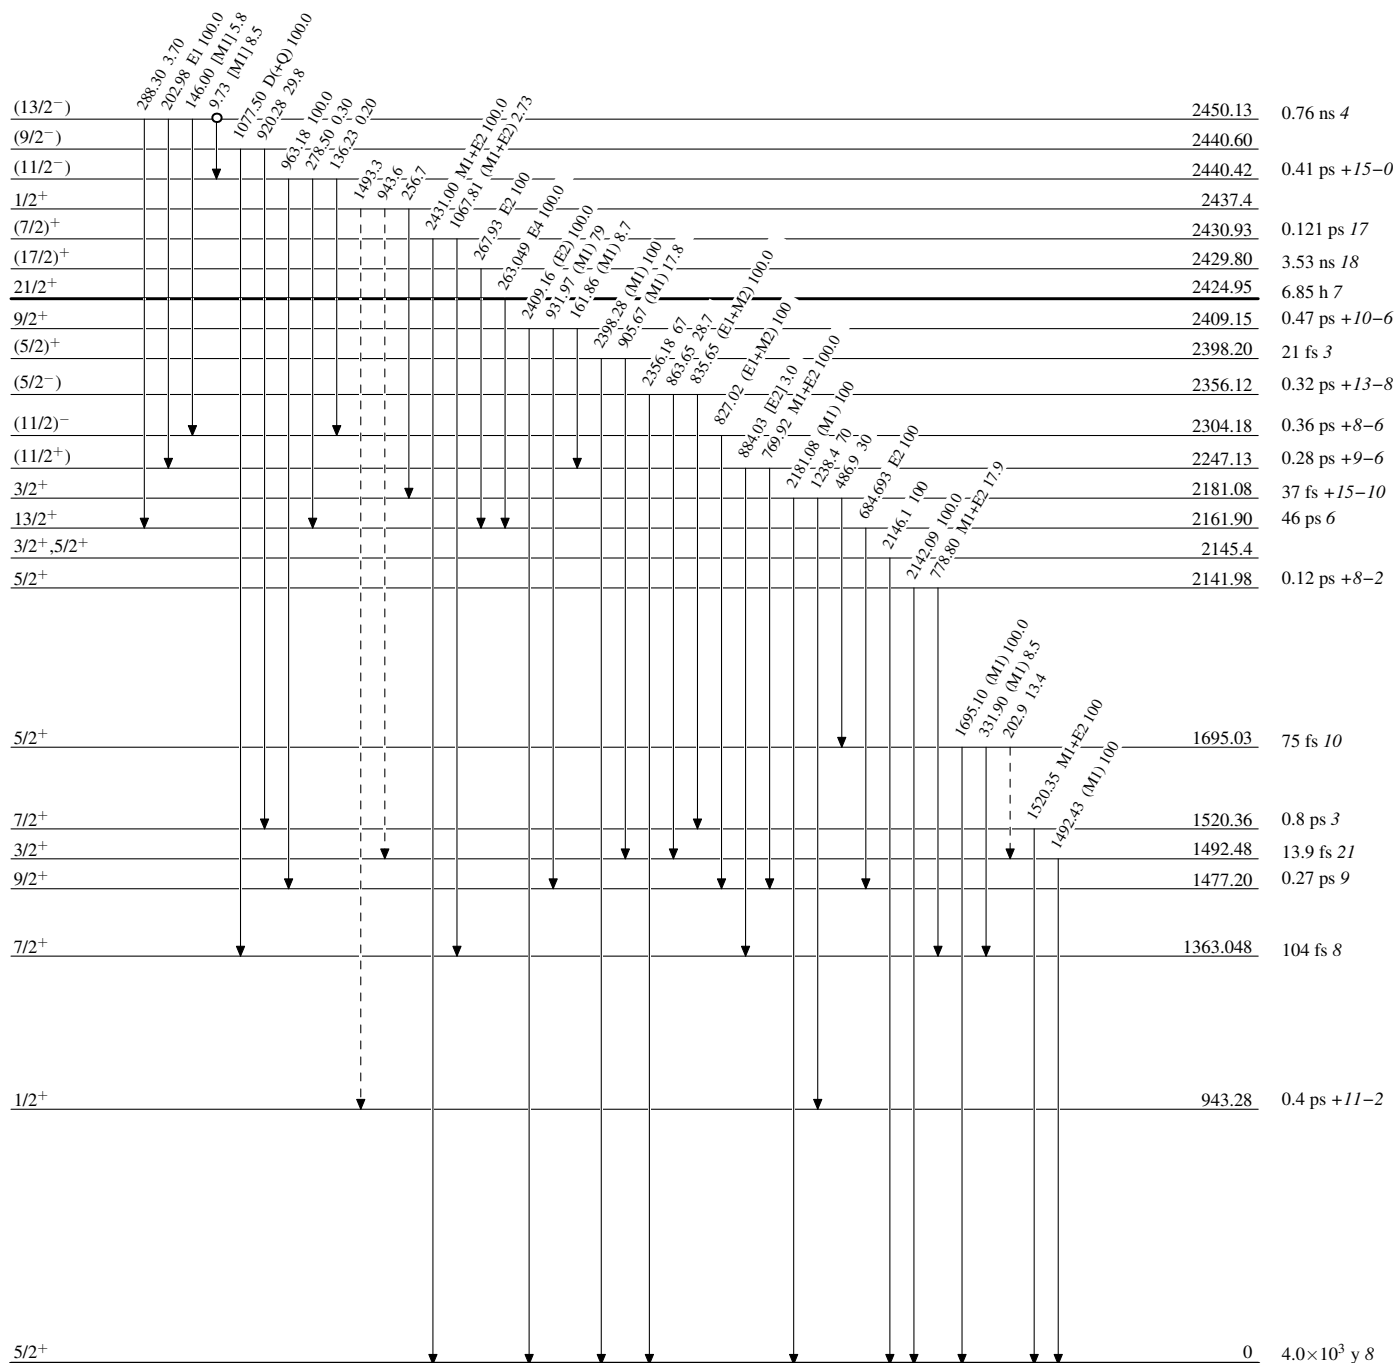 288.30 3.70
202.98 E1 100.0
146.00 [M1] 5.8
9.73 [M1] 8.5
1077.50 D(+Q) 100.0
920.28 29.8
963.18 100.0
278.50 0.30
136.23 0.20
1493.3
943.6
256.7
2431.00 M1+E2 100.0
1067.81 (M1+E2) 2.73
267.93 E2 100
263.049 E4 100.0
2409.16 (E2) 100.0
931.97 (M1) 79
161.86 (M1) 8.7
2398.28 (M1) 100
905.67 (M1) 17.8
2356.18 67
863.65 28.7
835.65 (E1+M2) 100.0
827.02 (E1+M2) 100
884.03 [E2] 3.0
769.92 M1+E2 100.0
2181.08 (M1) 100
1238.4 70
486.9 30
684.693 E2 100
2146.1 100
2142.09 100.0
778.80 M1+E2 17.9
1695.10 (M1) 100.0
331.90 (M1) 8.5
202.9 13.4
1520.35 M1+E2 100
1492.43 (M1) 100
(13/2⁻) 2450.13 0.76 ns 4
(9/2⁻) 2440.60
(11/2⁻) 2440.42 0.41 ps +15−0
1/2⁺ 2437.4
(7/2)⁺ 2430.93 0.121 ps 17
(17/2)⁺ 2429.80 3.53 ns 18
21/2⁺ 2424.95 6.85 h 7
9/2⁺ 2409.15 0.47 ps +10−6
(5/2)⁺ 2398.20 21 fs 3
(5/2⁻) 2356.12 0.32 ps +13−8
(11/2)⁻ 2304.18 0.36 ps +8−6
(11/2⁺) 2247.13 0.28 ps +9−6
3/2⁺ 2181.08 37 fs +15−10
13/2⁺ 2161.90 46 ps 6
3/2⁺,5/2⁺ 2145.4
5/2⁺ 2141.98 0.12 ps +8−2
5/2⁺ 1695.03 75 fs 10
7/2⁺ 1520.36 0.8 ps 3
3/2⁺ 1492.48 13.9 fs 21
9/2⁺ 1477.20 0.27 ps 9
7/2⁺ 1363.048 104 fs 8
1/2⁺ 943.28 0.4 ps +11−2
5/2⁺ 0 4.0×10³ y 8